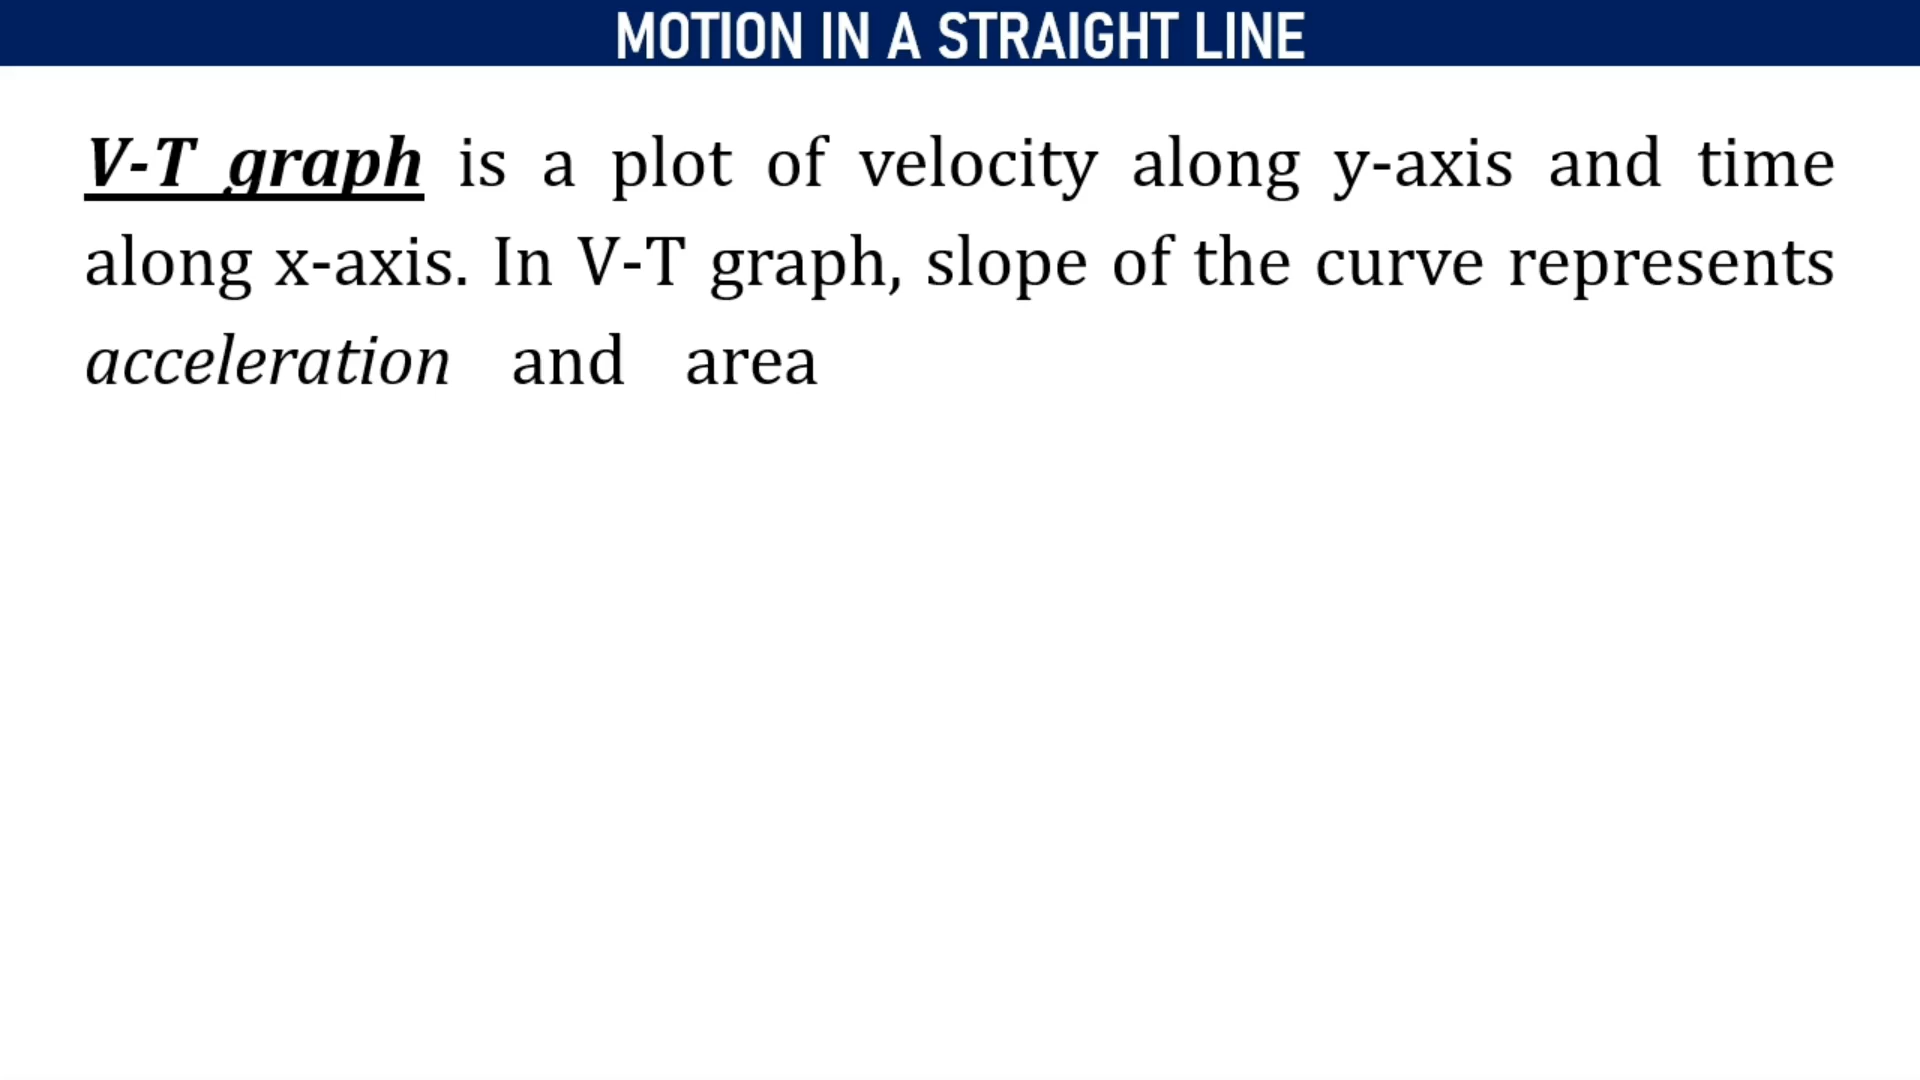 MOTION IN A STRAIGHT LINE
V-T graph is a plot of velocity along y-axis and time
along x-axis. In V-T graph, slope of the curve represents
acceleration and area